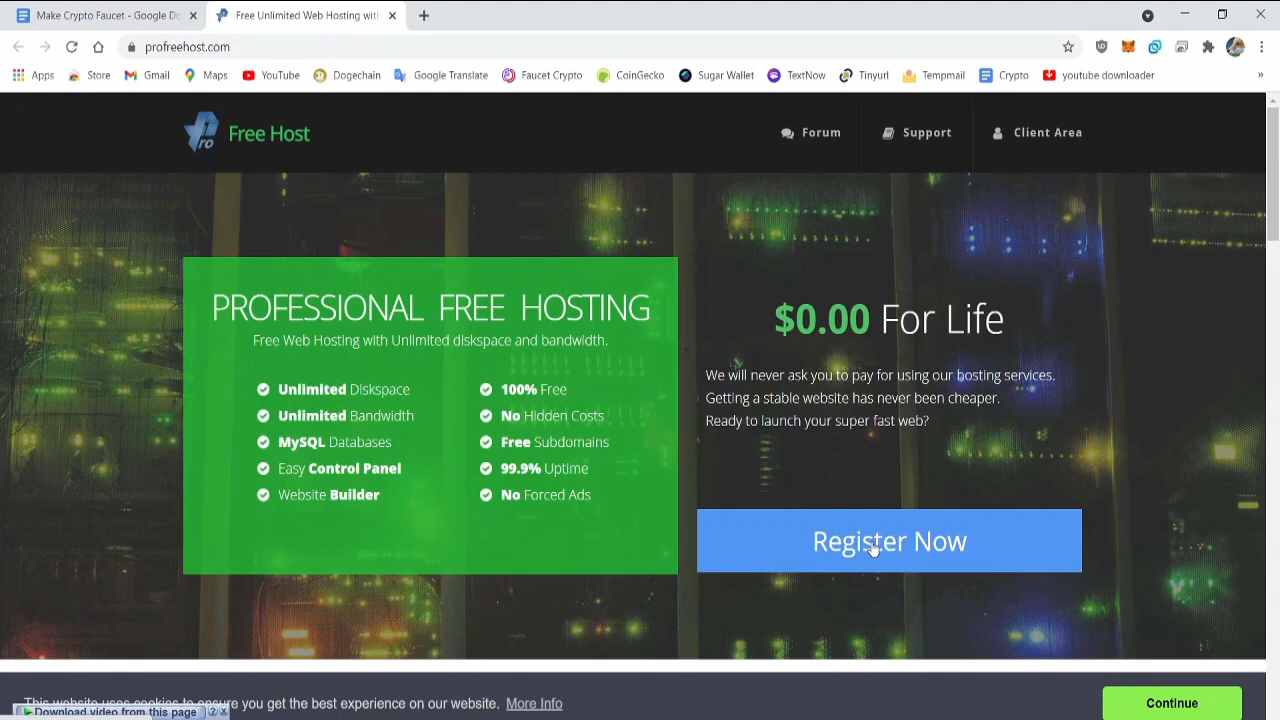 Make Crypto Faucet - Google Do
Free Unlimited Web Hosting with
profreehost.com
Apps
Store
Gmail
Maps
YouTube
Dogechain
Google Translate
Faucet Crypto
CoinGecko
Sugar Wallet
TextNow
Tinyurl
Tempmail
Crypto
youtube downloader
»
Pro
Free Host
Forum
Support
Client Area
PROFESSIONAL FREE HOSTING
Free Web Hosting with Unlimited diskspace and bandwidth.
Unlimited Diskspace
Unlimited Bandwidth
MySQL Databases
Easy Control Panel
Website Builder
100% Free
No Hidden Costs
Free Subdomains
99.9% Uptime
No Forced Ads
$0.00 For Life
We will never ask you to pay for using our hosting services.
Getting a stable website has never been cheaper.
Ready to launch your super fast web?
Register Now
This website uses cookies to ensure you get the best experience on our website. More Info
Continue
Download video from this page ? x